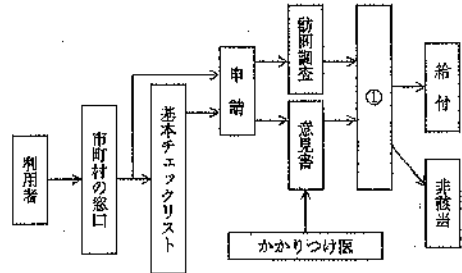 利用者
市町村の窓口
基本チェックリスト
申請
訪問調査
意見書
かかりつけ医
①
給付
非該当